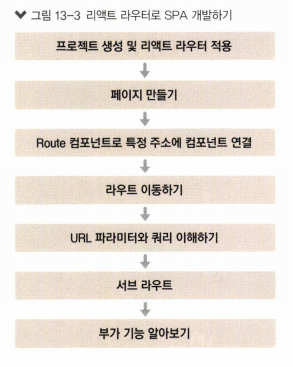 그림 13-3 리액트 라우터로 SPA 개발하기
프로젝트 생성 및 리액트 라우터 적용
페이지 만들기
Route 컴포넌트로 특정 주소에 컴포넌트 연결
라우트 이동하기
URL 파라미터와 쿼리 이해하기
서브 라우트
부가 기능 알아보기